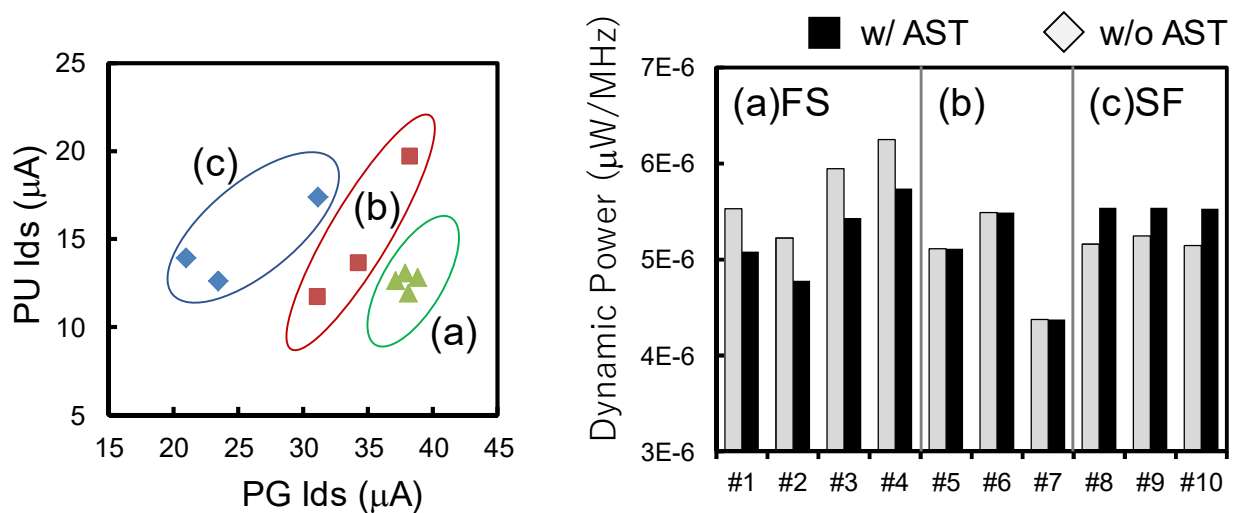 25
20
15
10
5
PU Ids (μA)
(c)
(b)
(a)
15 20 25 30 35 40 45
PG Ids (μA)
w/ AST w/o AST
Dynamic Power (μW/MHz)
7E-6
6E-6
5E-6
4E-6
3E-6
(a)FS (b) (c)SF
#1 #2 #3 #4 #5 #6 #7 #8 #9 #10